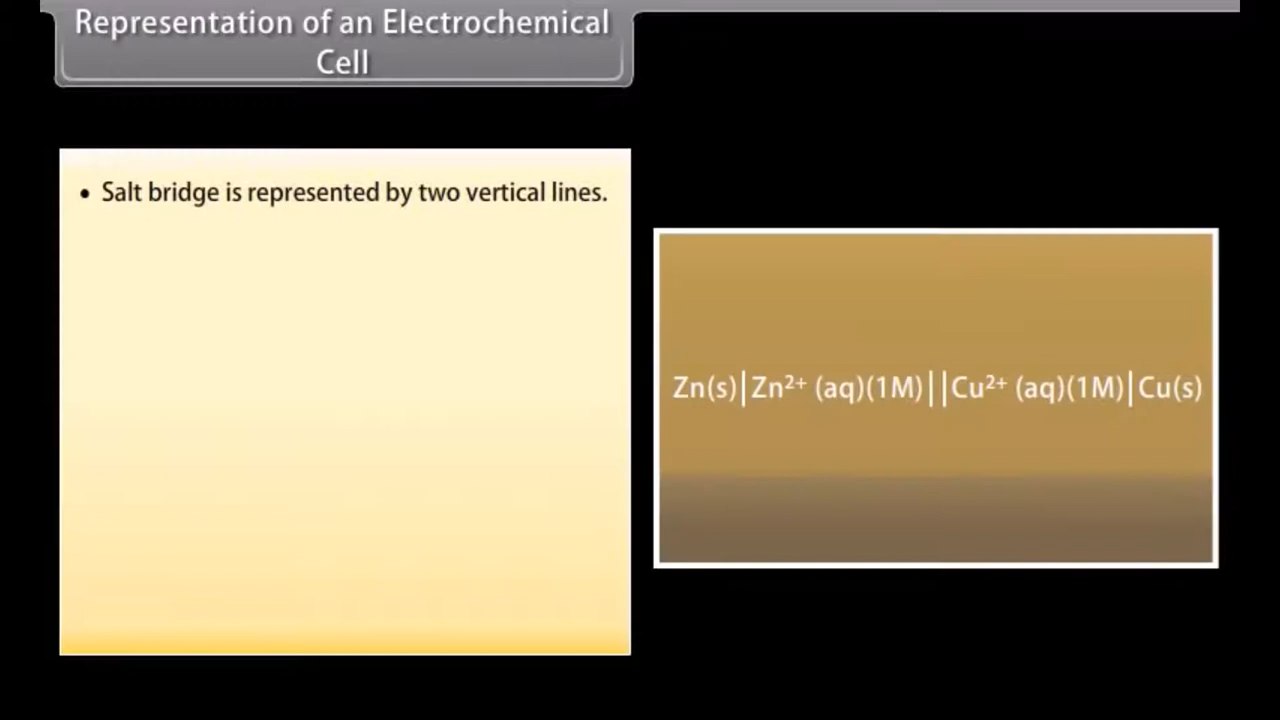 Representation of an Electrochemical
Cell
• Salt bridge is represented by two vertical lines.
Zn(s)|Zn²⁺ (aq)(1M)||Cu²⁺ (aq)(1M)|Cu(s)